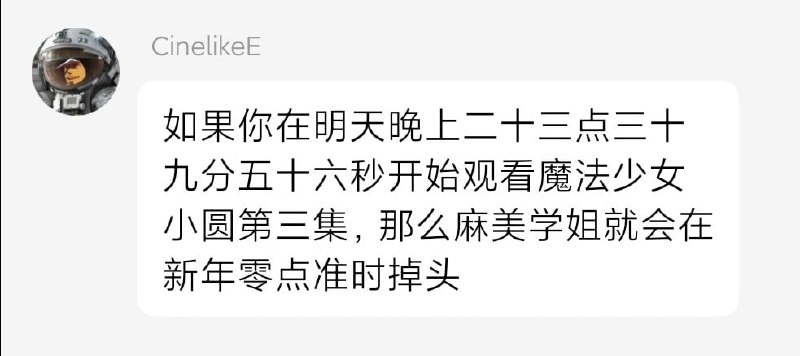 CinelikeE
如果你在明天晚上二十三点三十
九分五十六秒开始观看魔法少女
小圆第三集，那么麻美学姐就会在
新年零点准时掉头